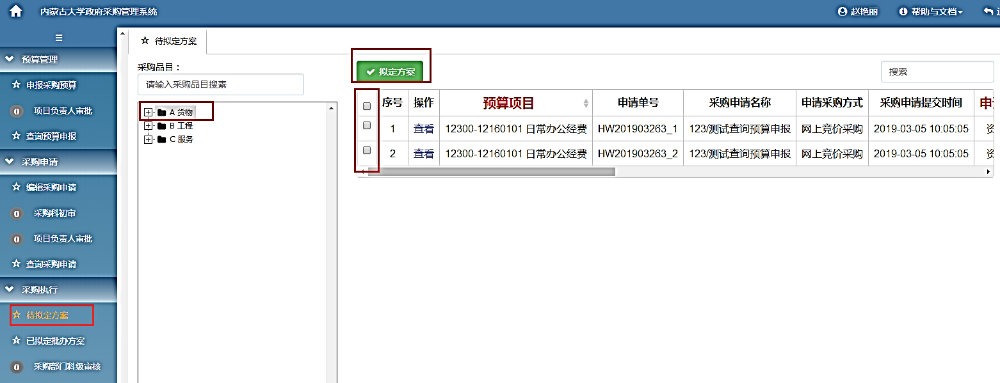 内蒙古大学政府采购管理系统
赵艳丽 帮助与文档
预算管理
申报采购预算
0 项目负责人审批
查询预算申报
采购申请
编辑采购申请
0 采购科初审
0 项目负责人审批
查询采购申请
采购执行
待拟定方案
已拟定批办方案
0 采购部门科级审核
待拟定方案
采购品目：
请输入采购品目搜素
A 货物
B 工程
C 服务
拟定方案
搜索
序号 操作 预算项目 申请单号 采购申请名称 申请采购方式 采购申请提交时间 申
1 查看 12300-12160101 日常办公经费 HW201903263_1 123/测试查询预算申报 网上竞价采购 2019-03-05 10:05:05 资
2 查看 12300-12160101 日常办公经费 HW201903263_2 123/测试查询预算申报 网上竞价采购 2019-03-05 10:05:05 资